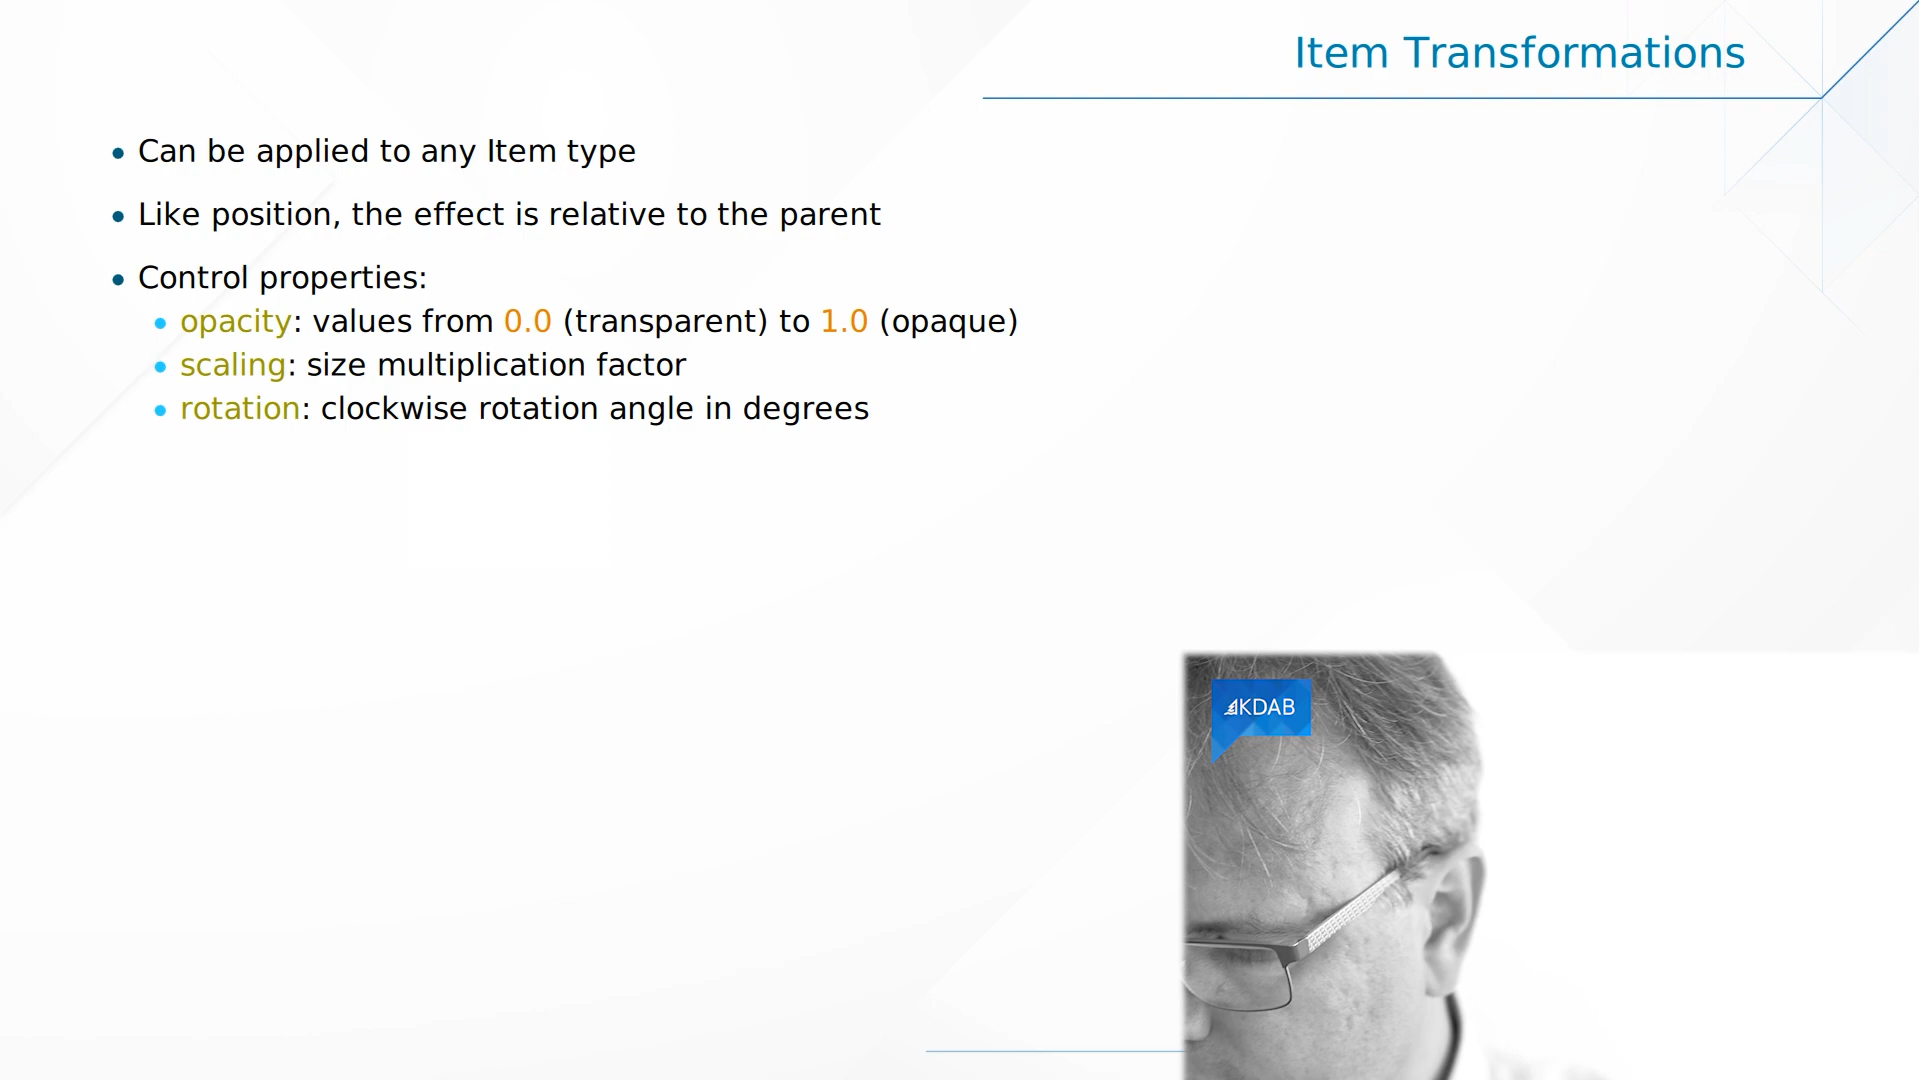 Item Transformations
Can be applied to any Item type
Like position, the effect is relative to the parent
Control properties:
opacity: values from 0.0 (transparent) to 1.0 (opaque)
scaling: size multiplication factor
rotation: clockwise rotation angle in degrees
KDAB